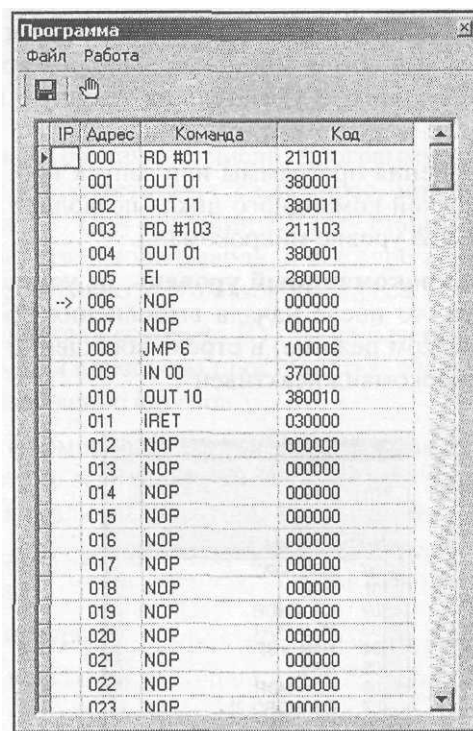 Программа
Файл Работа
IP Адрес Команда Код
000 RD #011 211011
001 OUT 01 380001
002 OUT 11 380011
003 RD #103 211103
004 OUT 01 380001
005 EI 280000
--> 006 NOP 000000
007 NOP 000000
008 JMP 6 100006
009 IN 00 370000
010 OUT 10 380010
011 IRET 030000
012 NOP 000000
013 NOP 000000
014 NOP 000000
015 NOP 000000
016 NOP 000000
017 NOP 000000
018 NOP 000000
019 NOP 000000
020 NOP 000000
021 NOP 000000
022 NOP 000000
023 NOP 000000